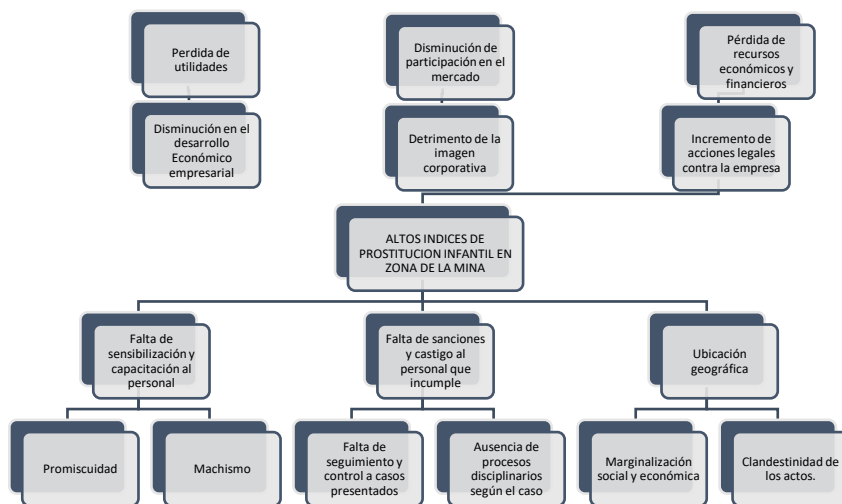 Perdida de
utilidades
Disminución de
participación en el
mercado
Pérdida de
recursos
económicos y
financieros
Disminución en el
desarrollo
Económico
empresarial
Detrimento de la
imagen
corporativa
Incremento de
acciones legales
contra la empresa
ALTOS INDICES DE
PROSTITUCION INFANTIL EN
ZONA DE LA MINA
Falta de
sensibilización y
capacitación al
personal
Falta de sanciones
y castigo al
personal que
incumple
Ubicación
geográfica
Promiscuidad
Machismo
Falta de
seguimiento y
control a casos
presentados
Ausencia de
procesos
disciplinarios
según el caso
Marginalización
social y económica
Clandestinidad de
los actos.